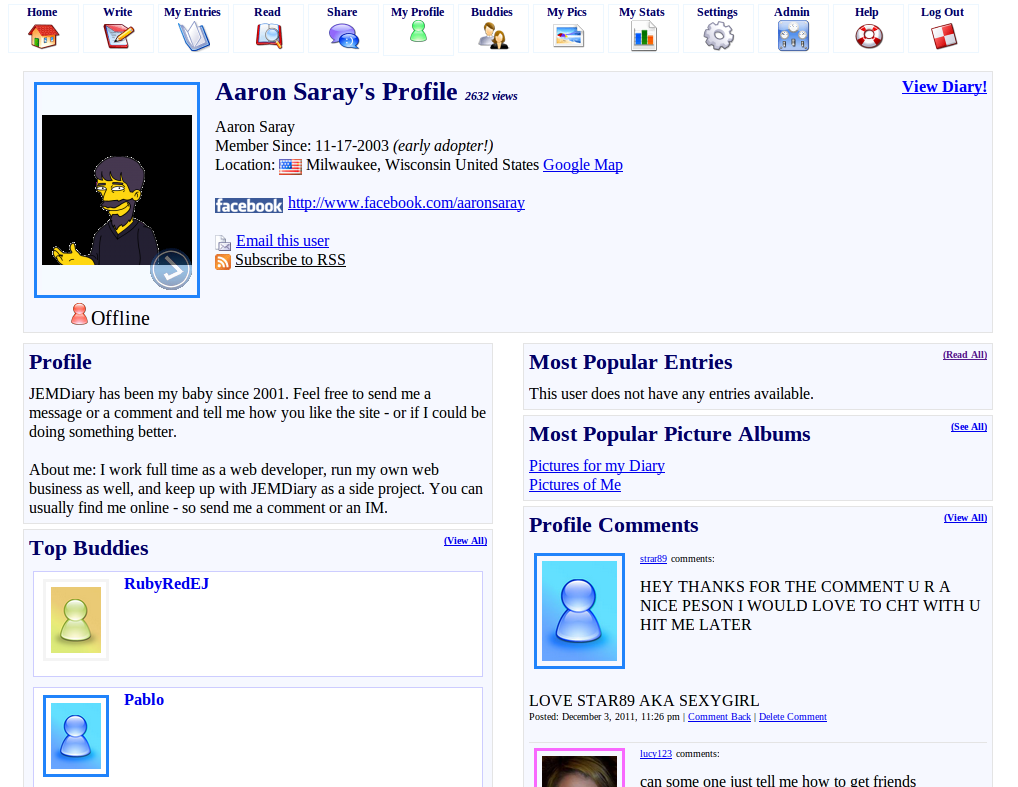 Home Write My Entries Read Share My Profile Buddies My Pics My Stats Settings Admin Help Log Out
Aaron Saray's Profile 2632 views
View Diary!
Aaron Saray
Member Since: 11-17-2003 (early adopter!)
Location: Milwaukee, Wisconsin United States Google Map
facebook http://www.facebook.com/aaronsaray
Email this user
Subscribe to RSS
Offline
Profile
JEMDiary has been my baby since 2001. Feel free to send me a
message or a comment and tell me how you like the site - or if I could be
doing something better.
About me: I work full time as a web developer, run my own web
business as well, and keep up with JEMDiary as a side project. You can
usually find me online - so send me a comment or an IM.
Top Buddies
(View All)
RubyRedEJ
Pablo
Most Popular Entries
(Read All)
This user does not have any entries available.
Most Popular Picture Albums
(See All)
Pictures for my Diary
Pictures of Me
Profile Comments
(View All)
strar89 comments:
HEY THANKS FOR THE COMMENT U R A
NICE PESON I WOULD LOVE TO CHT WITH U
HIT ME LATER
LOVE STAR89 AKA SEXYGIRL
Posted: December 3, 2011, 11:26 pm | Comment Back | Delete Comment
lucy123 comments:
can some one just tell me how to get friends